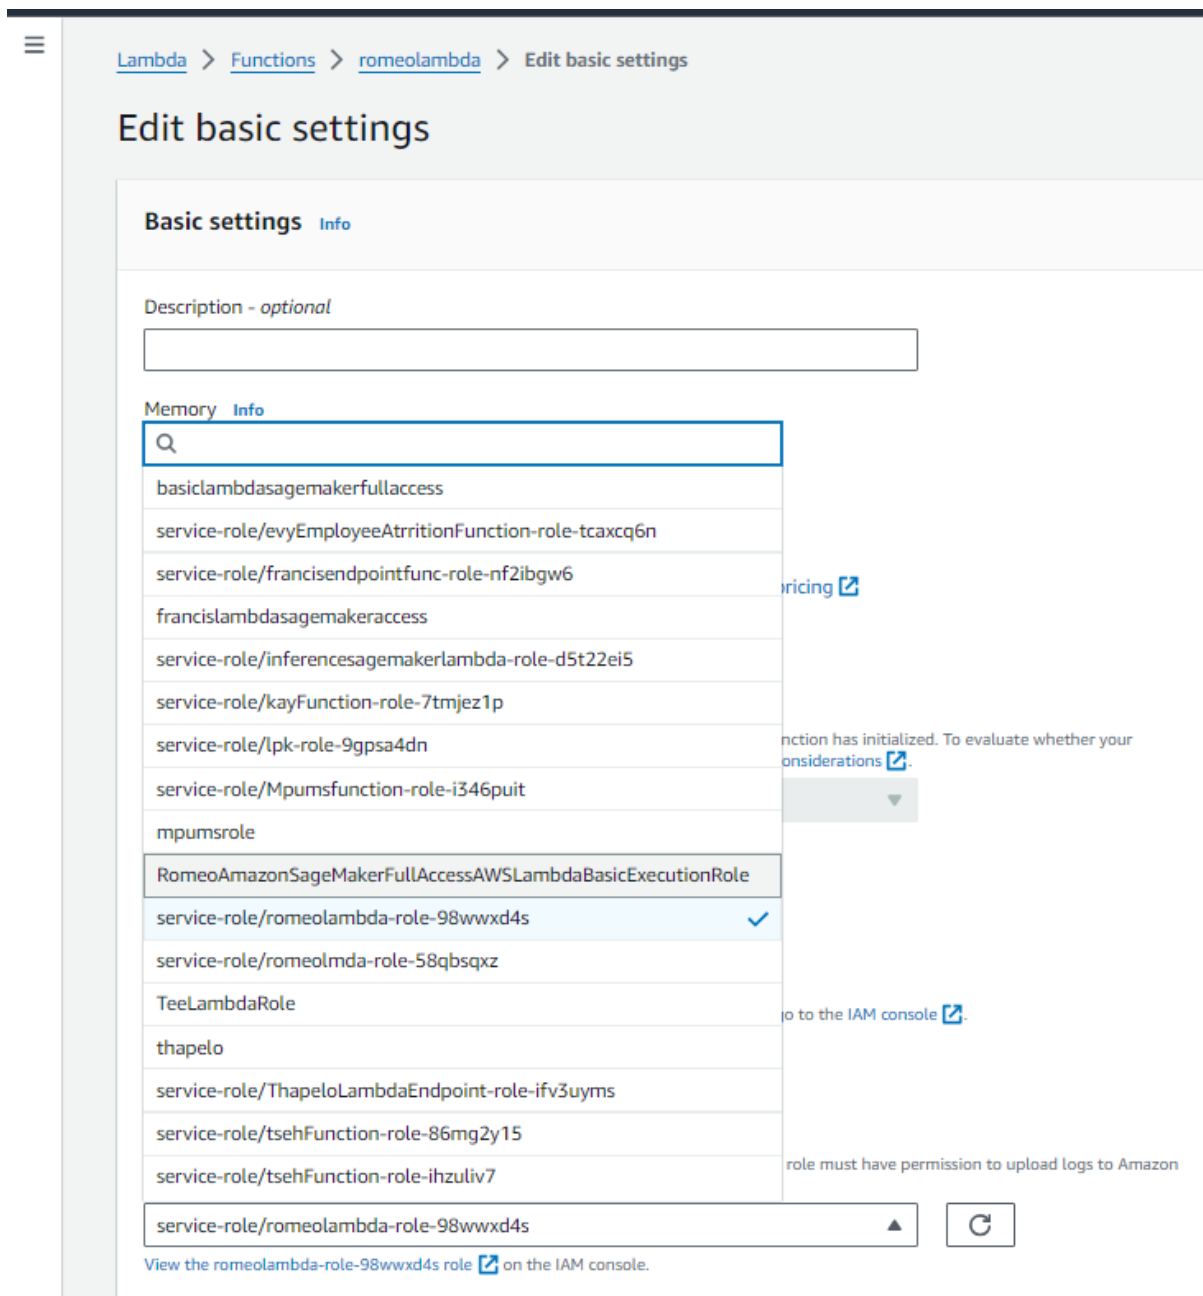 Lambda > Functions > romeolambda > Edit basic settings
Edit basic settings
Basic settings Info
Description - optional
Memory Info
basiclambdasagemakerfullaccess
service-role/evyEmployeeAtrritionFunction-role-tcaxcq6n
service-role/francisendpointfunc-role-nf2ibgw6
pricing
francislambdasagemakeraccess
service-role/inferencesagemakerlambda-role-d5t22ei5
service-role/kayFunction-role-7tmjez1p
service-role/lpk-role-9gpsa4dn
nction has initialized. To evaluate whether your
onsiderations.
service-role/Mpumsfunction-role-i346puit
mpumsrole
RomeoAmazonSageMakerFullAccessAWSLambdaBasicExecutionRole
service-role/romeolambda-role-98wwxd4s
service-role/romeolmda-role-58qbsqxz
TeeLambdaRole
go to the IAM console.
thapelo
service-role/ThapeloLambdaEndpoint-role-ifv3uyms
service-role/tsehFunction-role-86mg2y15
service-role/tsehFunction-role-ihzuliv7
role must have permission to upload logs to Amazon
service-role/romeolambda-role-98wwxd4s
View the romeolambda-role-98wwxd4s role on the IAM console.